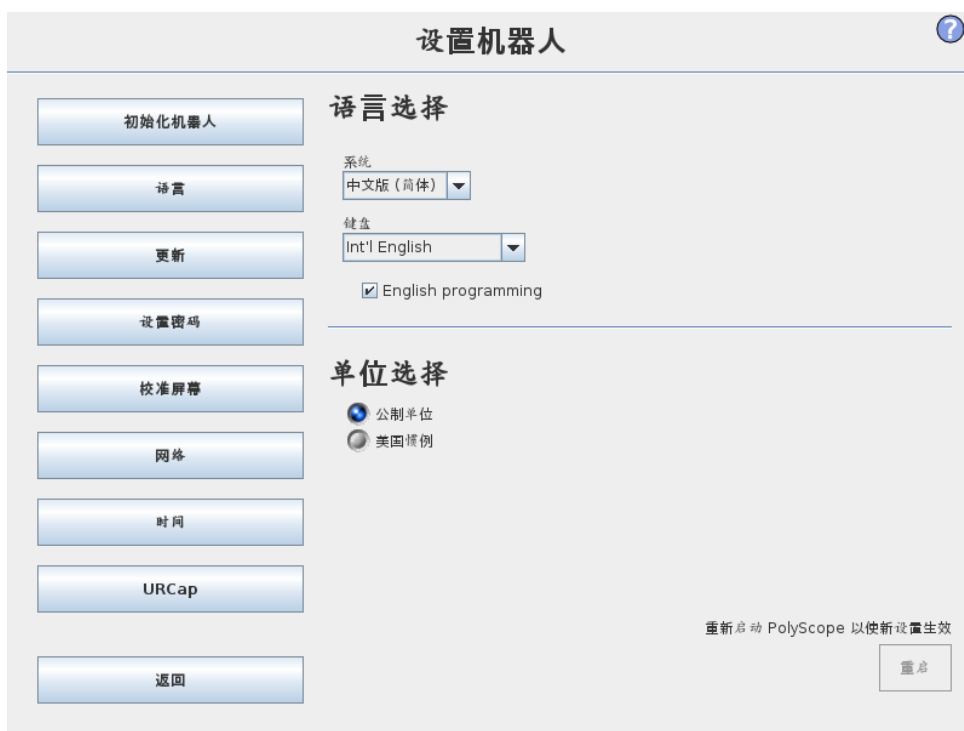 设置机器人
?
初始化机器人
语言
更新
设置密码
校准屏幕
网络
时间
URCap
返回
语言选择
系统
中文版（简体）
键盘
Int'l English
English programming
单位选择
公制单位
美国惯例
重新启动 PolyScope 以使新设置生效
重启